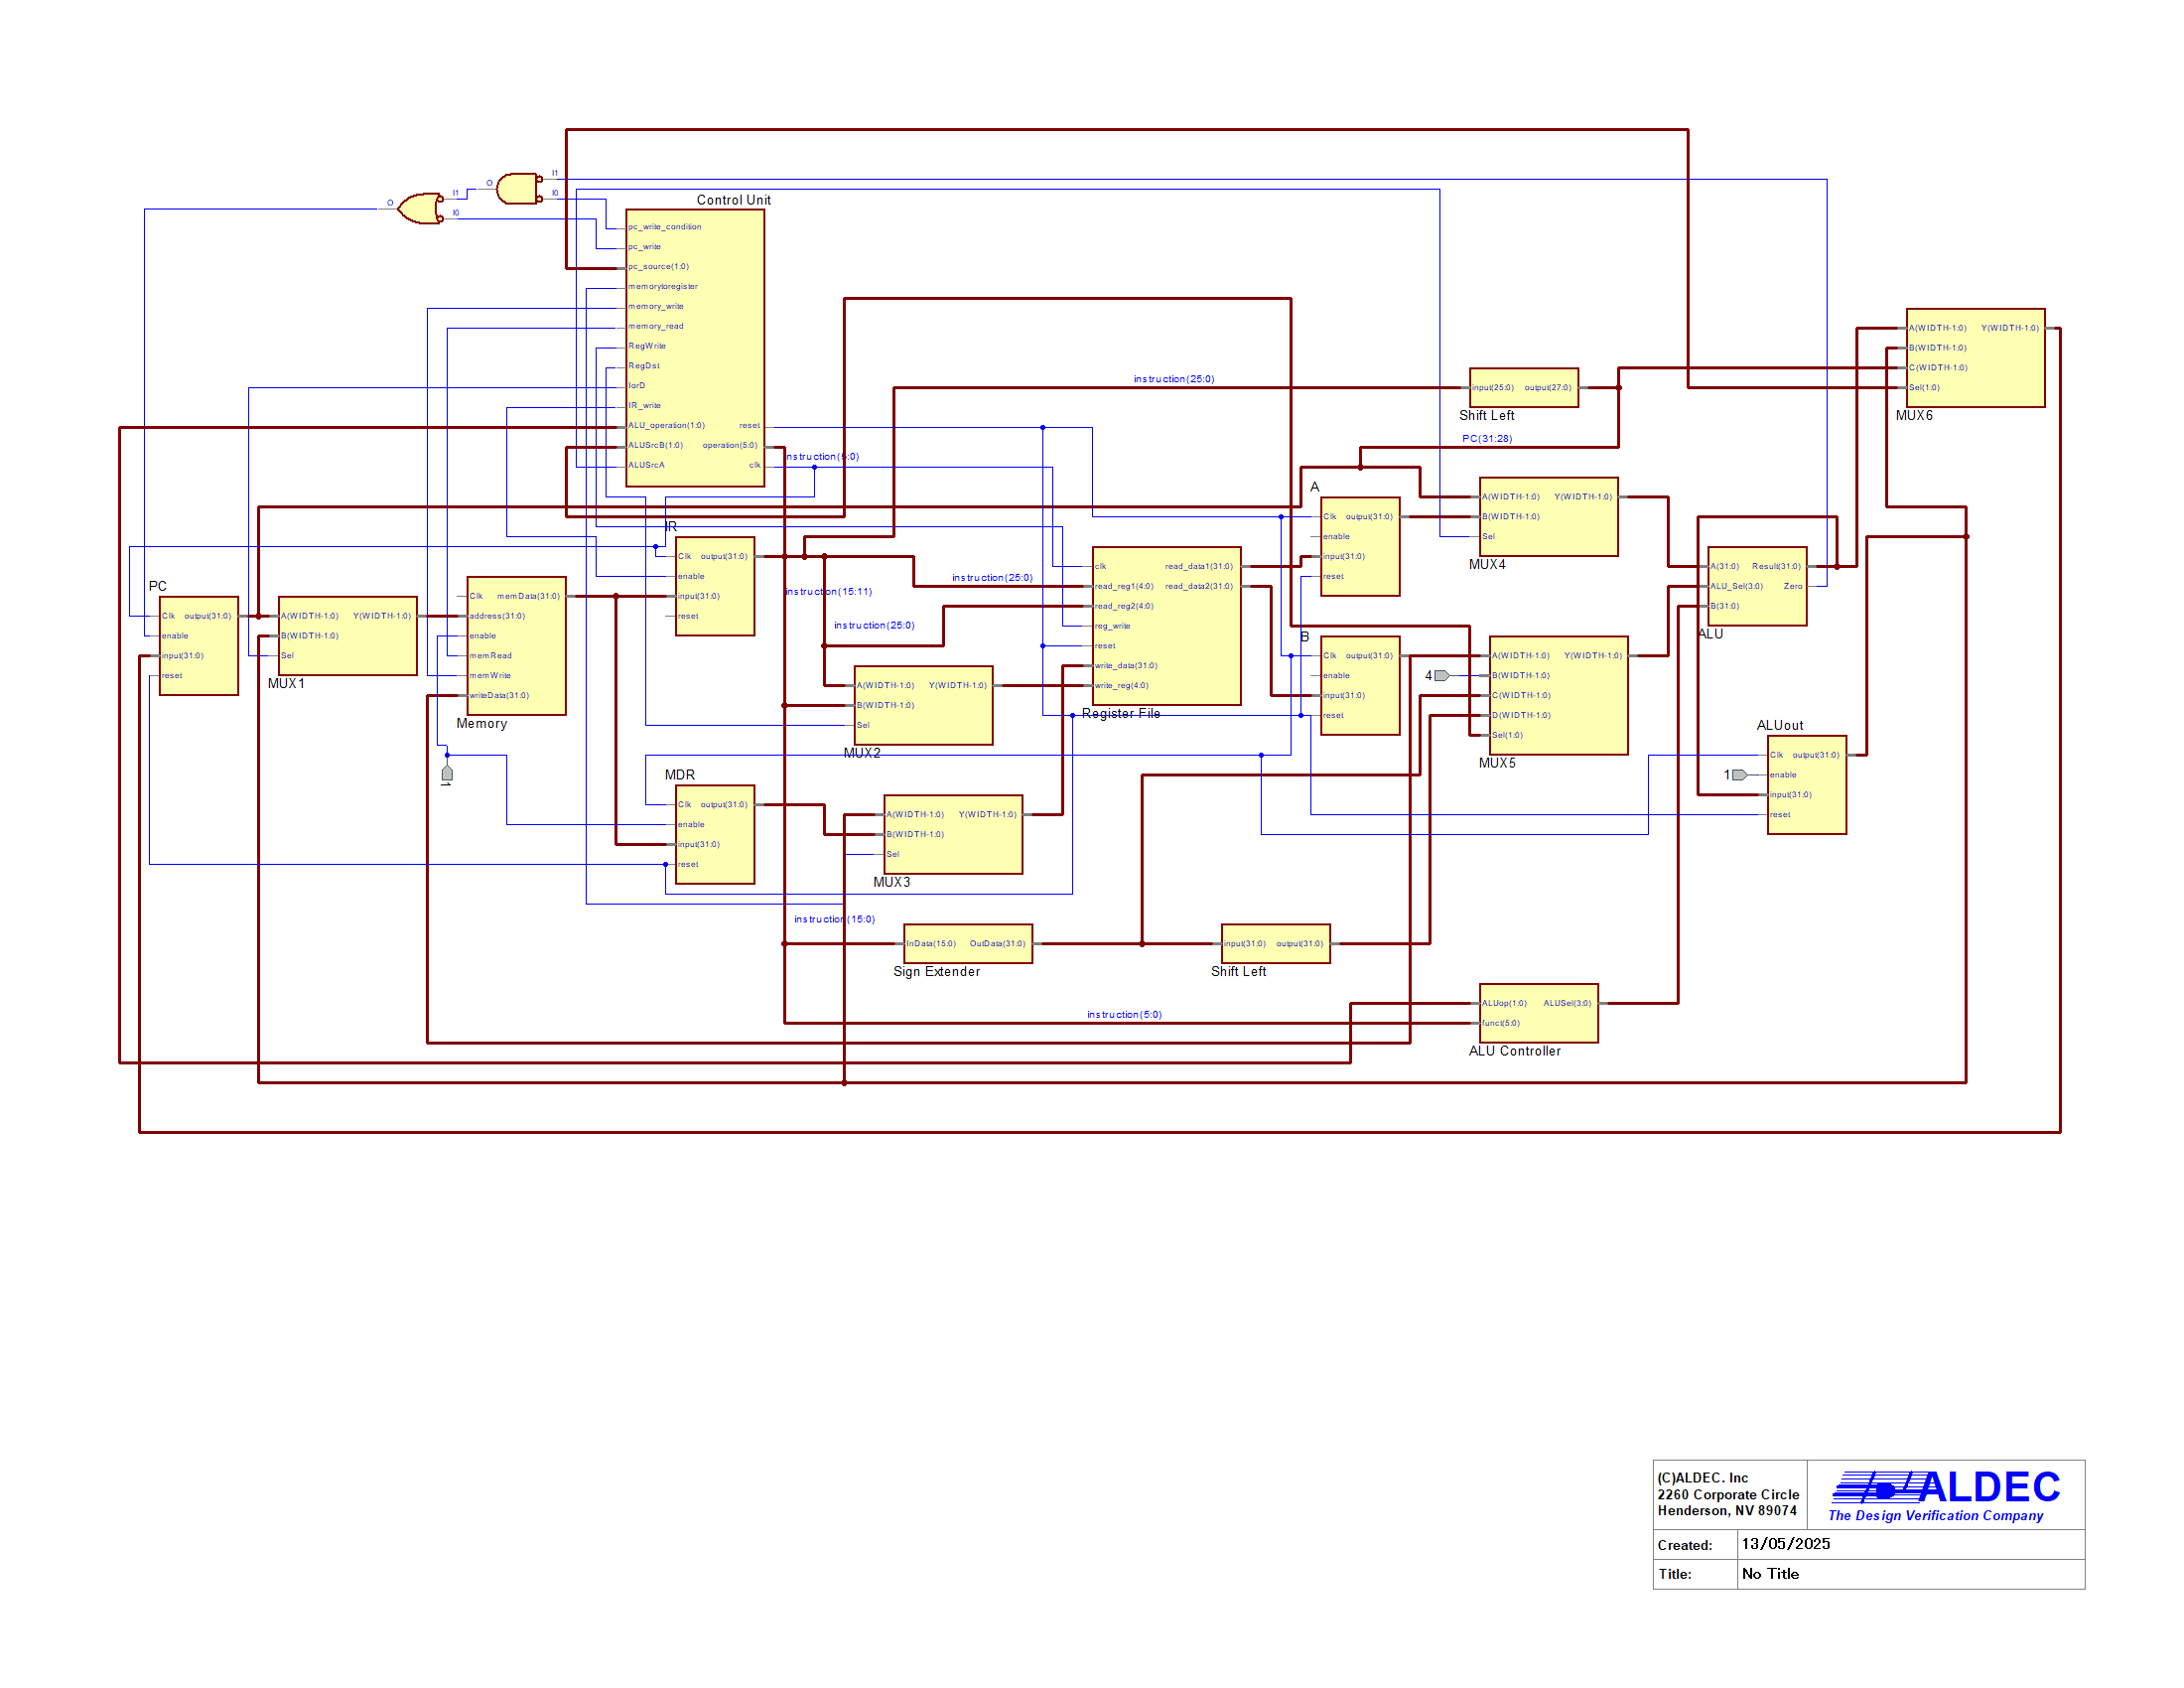 I1
O
I0
I1
O
I0
Control Unit
pc_write_condition
pc_write
pc_source(1:0)
memorytoregister
memory_write
memory_read
RegWrite
RegDst
IorD
IR_write
ALU_operation(1:0) reset
ALUSrcB(1:0) operation(5:0)
ALUSrcA clk
instruction(5:0)
A(WIDTH-1:0) Y(WIDTH-1:0)
B(WIDTH-1:0)
C(WIDTH-1:0)
Sel(1:0)
MUX6
instruction(25:0)
input(25:0) output(27:0)
Shift Left
PC(31:28)
A
Clk output(31:0)
enable
input(31:0)
reset
A(WIDTH-1:0) Y(WIDTH-1:0)
B(WIDTH-1:0)
Sel
MUX4
IR
Clk output(31:0)
enable
input(31:0)
reset
instruction(15:11)
instruction(25:0)
instruction(25:0)
clk read_data1(31:0)
read_reg1(4:0) read_data2(31:0)
read_reg2(4:0)
reg_write
reset
write_data(31:0)
write_reg(4:0)
Register File
A(31:0) Result(31:0)
ALU_Sel(3:0) Zero
B(31:0)
ALU
PC
Clk output(31:0)
enable
input(31:0)
reset
A(WIDTH-1:0) Y(WIDTH-1:0)
B(WIDTH-1:0)
Sel
MUX1
Clk memData(31:0)
address(31:0)
enable
memRead
memWrite
writeData(31:0)
Memory
1
B
Clk output(31:0)
enable
input(31:0)
reset
4
A(WIDTH-1:0) Y(WIDTH-1:0)
B(WIDTH-1:0)
C(WIDTH-1:0)
D(WIDTH-1:0)
Sel(1:0)
MUX5
A(WIDTH-1:0) Y(WIDTH-1:0)
B(WIDTH-1:0)
Sel
MUX2
ALUout
Clk output(31:0)
1
enable
input(31:0)
reset
MDR
Clk output(31:0)
enable
input(31:0)
reset
A(WIDTH-1:0) Y(WIDTH-1:0)
B(WIDTH-1:0)
Sel
MUX3
instruction(15:0)
InData(15:0) OutData(31:0)
Sign Extender
input(31:0) output(31:0)
Shift Left
instruction(5:0)
ALUop(1:0) ALUSel(3:0)
funct(5:0)
ALU Controller
(C)ALDEC. Inc
2260 Corporate Circle
Henderson, NV 89074
ALDEC
The Design Verification Company
Created: 13/05/2025
Title: No Title